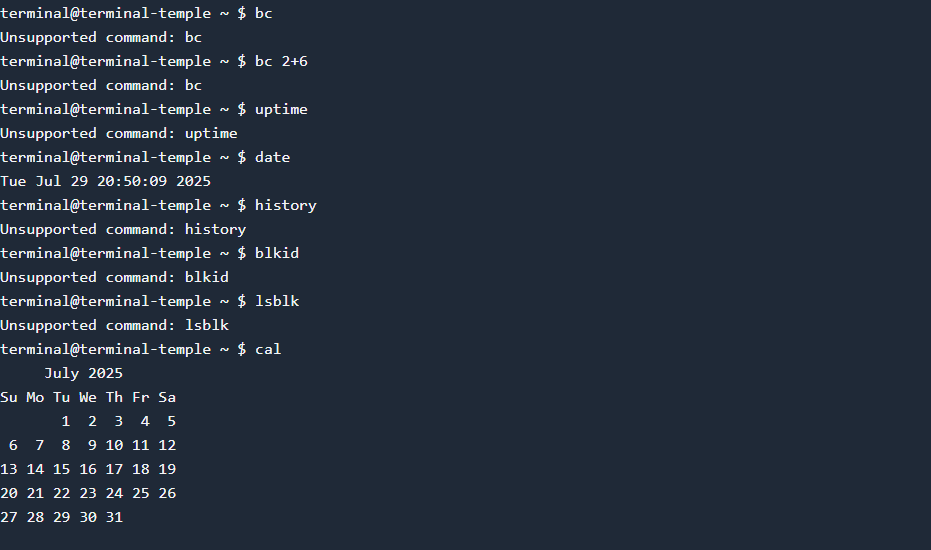 terminal@terminal-temple ~ $ bc
Unsupported command: bc
terminal@terminal-temple ~ $ bc 2+6
Unsupported command: bc
terminal@terminal-temple ~ $ uptime
Unsupported command: uptime
terminal@terminal-temple ~ $ date
Tue Jul 29 20:50:09 2025
terminal@terminal-temple ~ $ history
Unsupported command: history
terminal@terminal-temple ~ $ blkid
Unsupported command: blkid
terminal@terminal-temple ~ $ lsblk
Unsupported command: lsblk
terminal@terminal-temple ~ $ cal
     July 2025
Su Mo Tu We Th Fr Sa
       1  2  3  4  5
 6  7  8  9 10 11 12
13 14 15 16 17 18 19
20 21 22 23 24 25 26
27 28 29 30 31